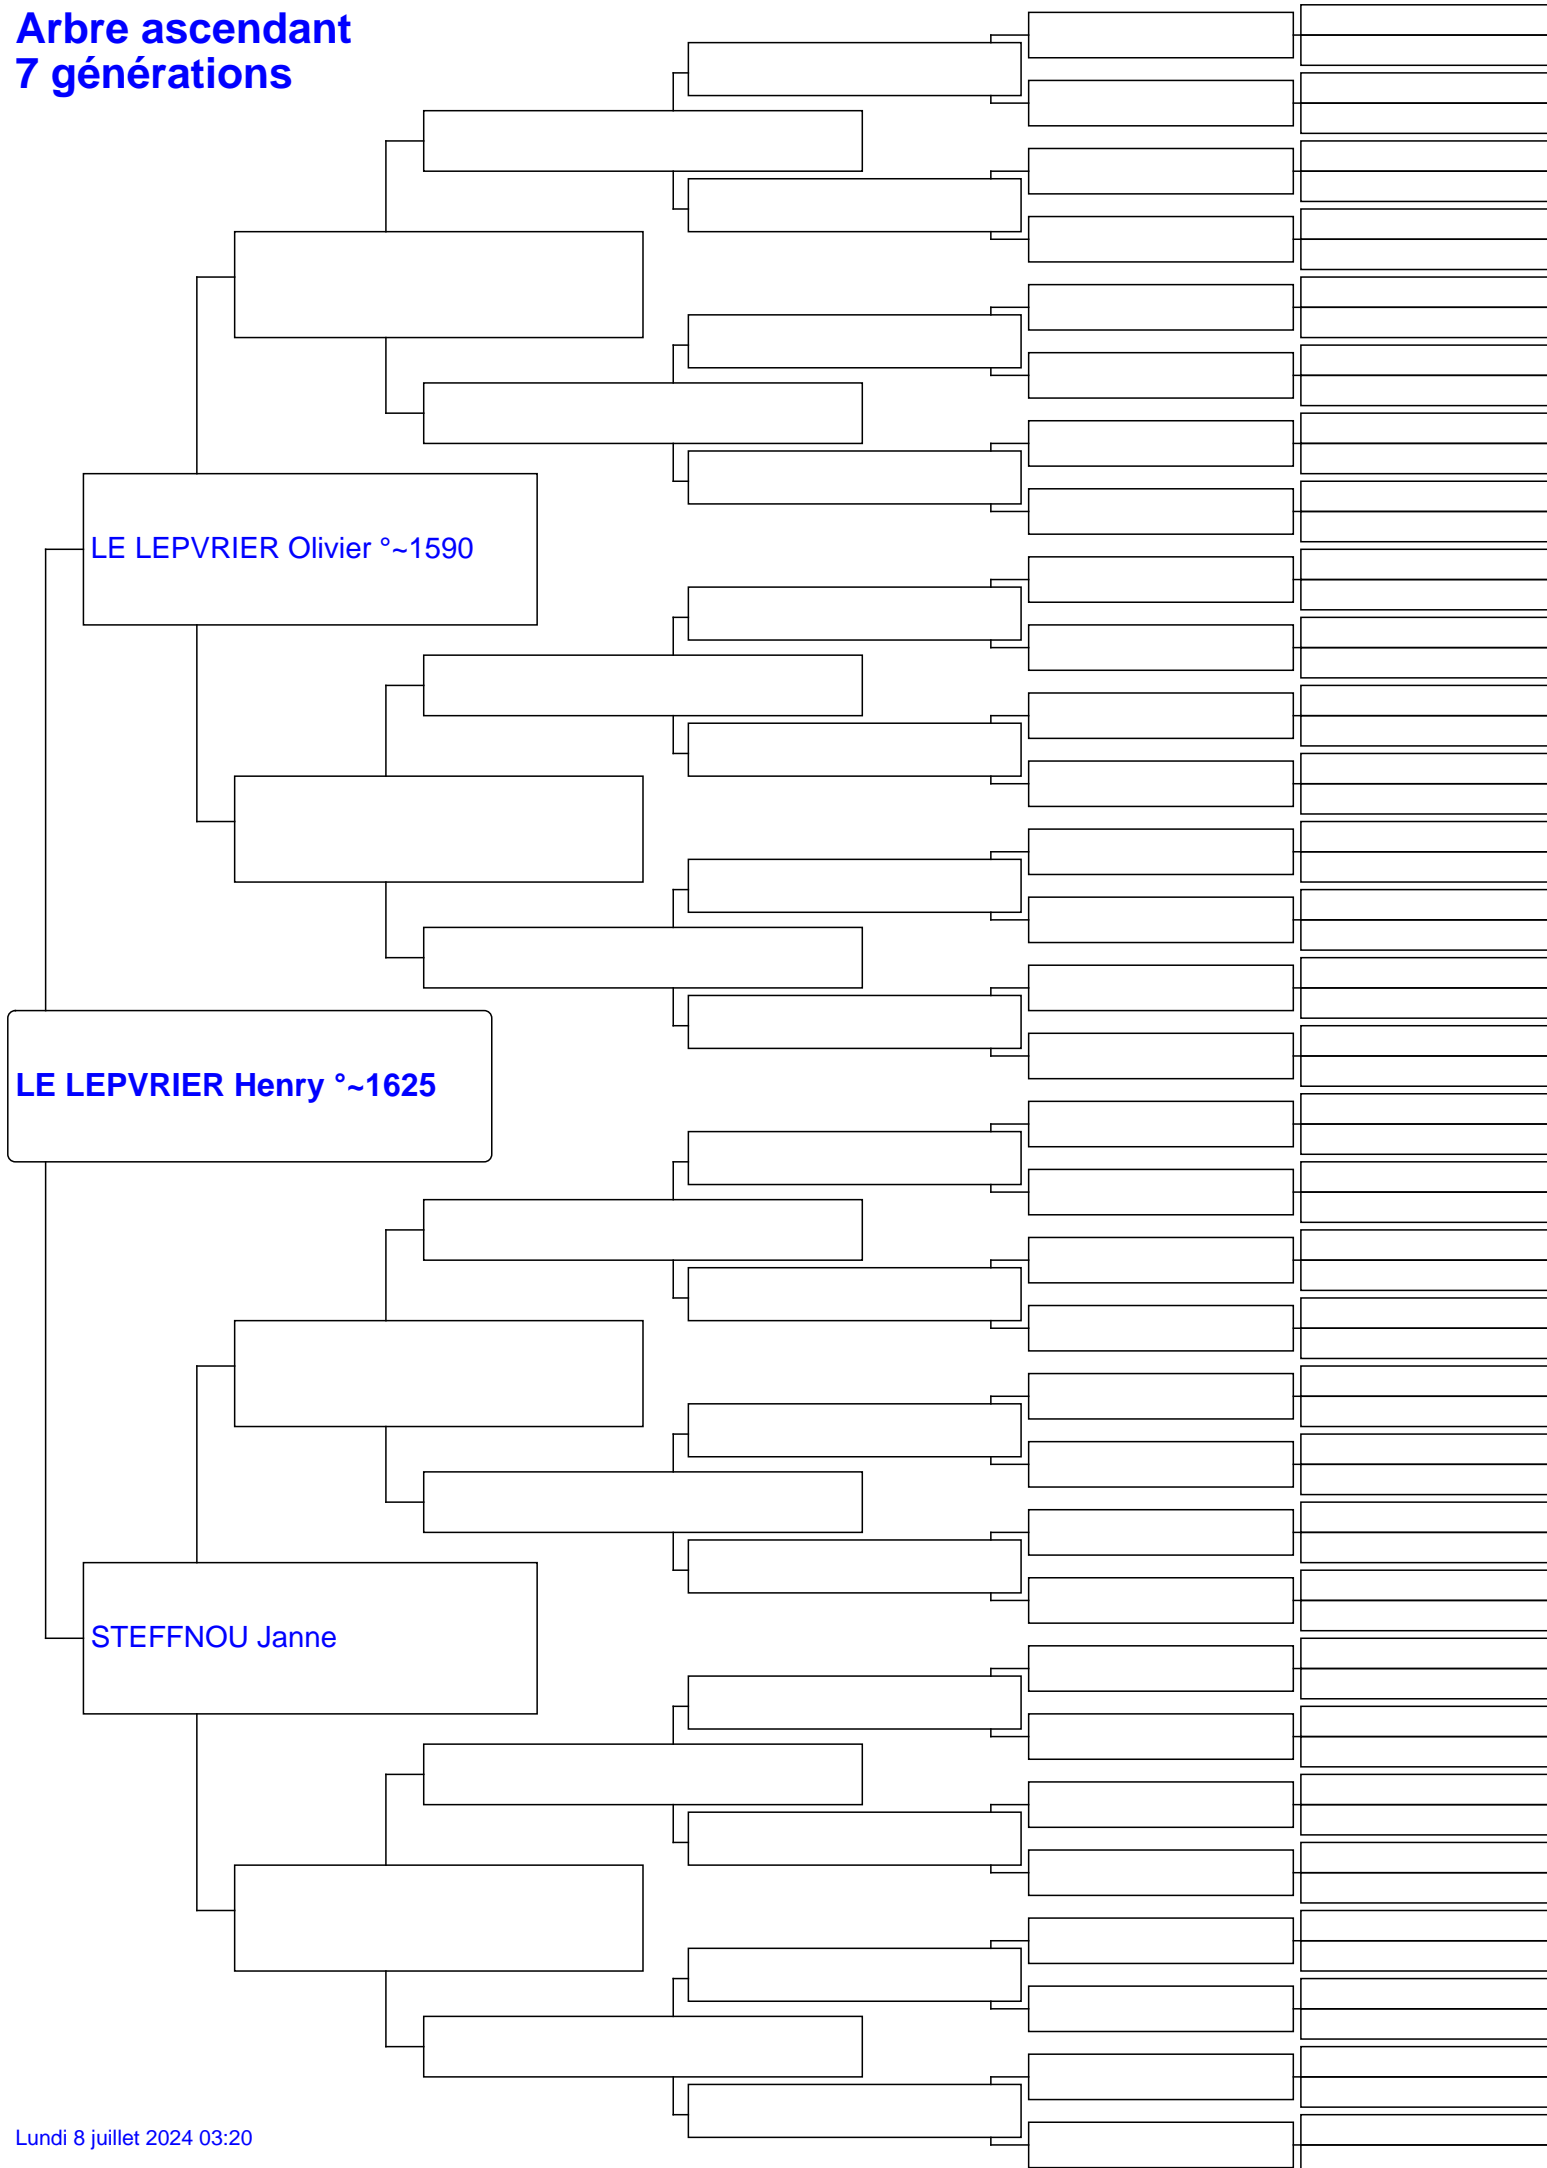 Arbre ascendant
7 générations
LE LEPVRIER Olivier °~1590
LE LEPVRIER Henry °~1625
STEFFNOU Janne
Lundi 8 juillet 2024 03:20